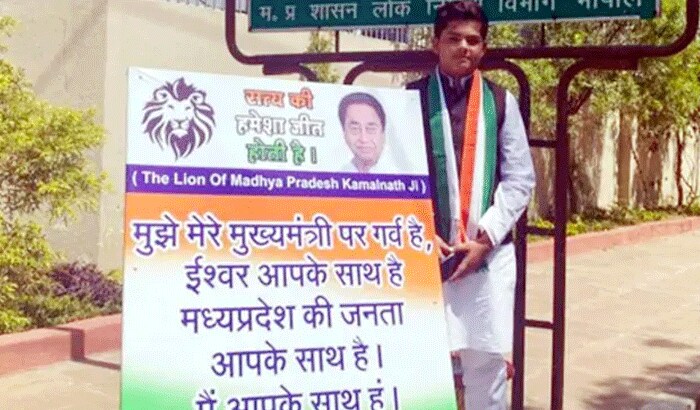 म. प्र. शासन लोक निर्माण विभाग भोपाल
सत्य की
हमेशा जीत
होती है।
( The Lion Of Madhya Pradesh Kamalnath Ji )
मुझे मेरे मुख्यमंत्री पर गर्व है,
ईश्वर आपके साथ है
मध्यप्रदेश की जनता
आपके साथ है।
मैं आपके साथ हूं।